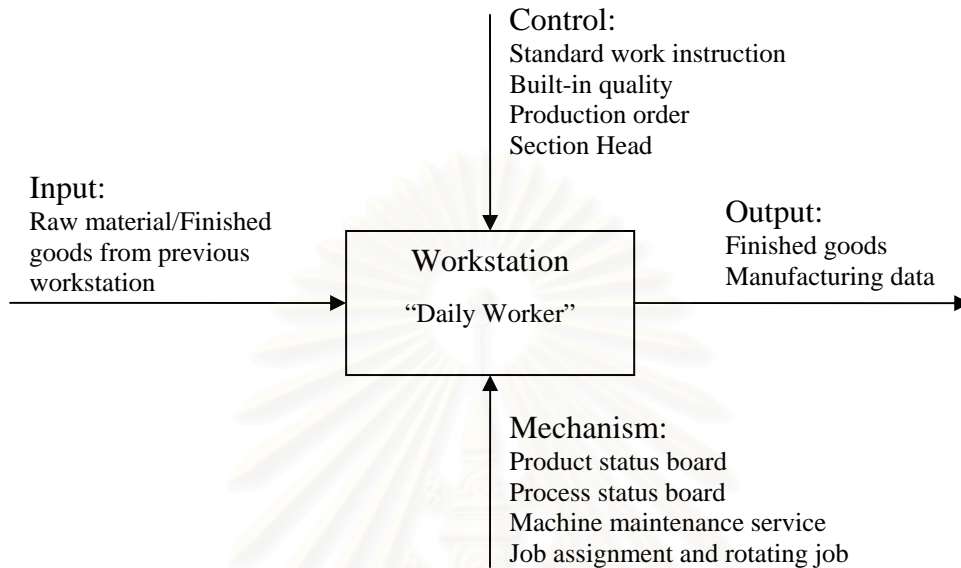 Control:
Standard work instruction
Built-in quality
Production order
Section Head
Input:
Raw material/Finished
goods from previous
workstation
Workstation
“Daily Worker”
Output:
Finished goods
Manufacturing data
Mechanism:
Product status board
Process status board
Machine maintenance service
Job assignment and rotating job